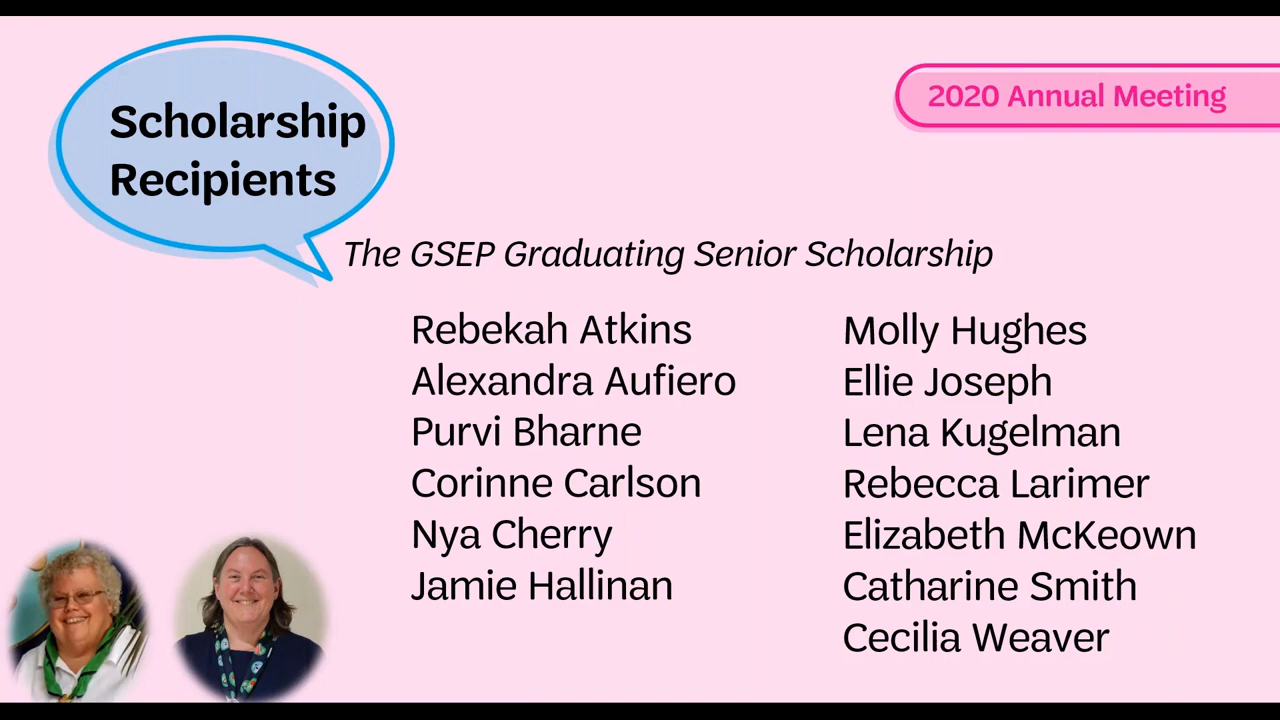 Scholarship
Recipients
2020 Annual Meeting
The GSEP Graduating Senior Scholarship
Rebekah Atkins
Alexandra Aufiero
Purvi Bharne
Corinne Carlson
Nya Cherry
Jamie Hallinan
Molly Hughes
Ellie Joseph
Lena Kugelman
Rebecca Larimer
Elizabeth McKeown
Catharine Smith
Cecilia Weaver